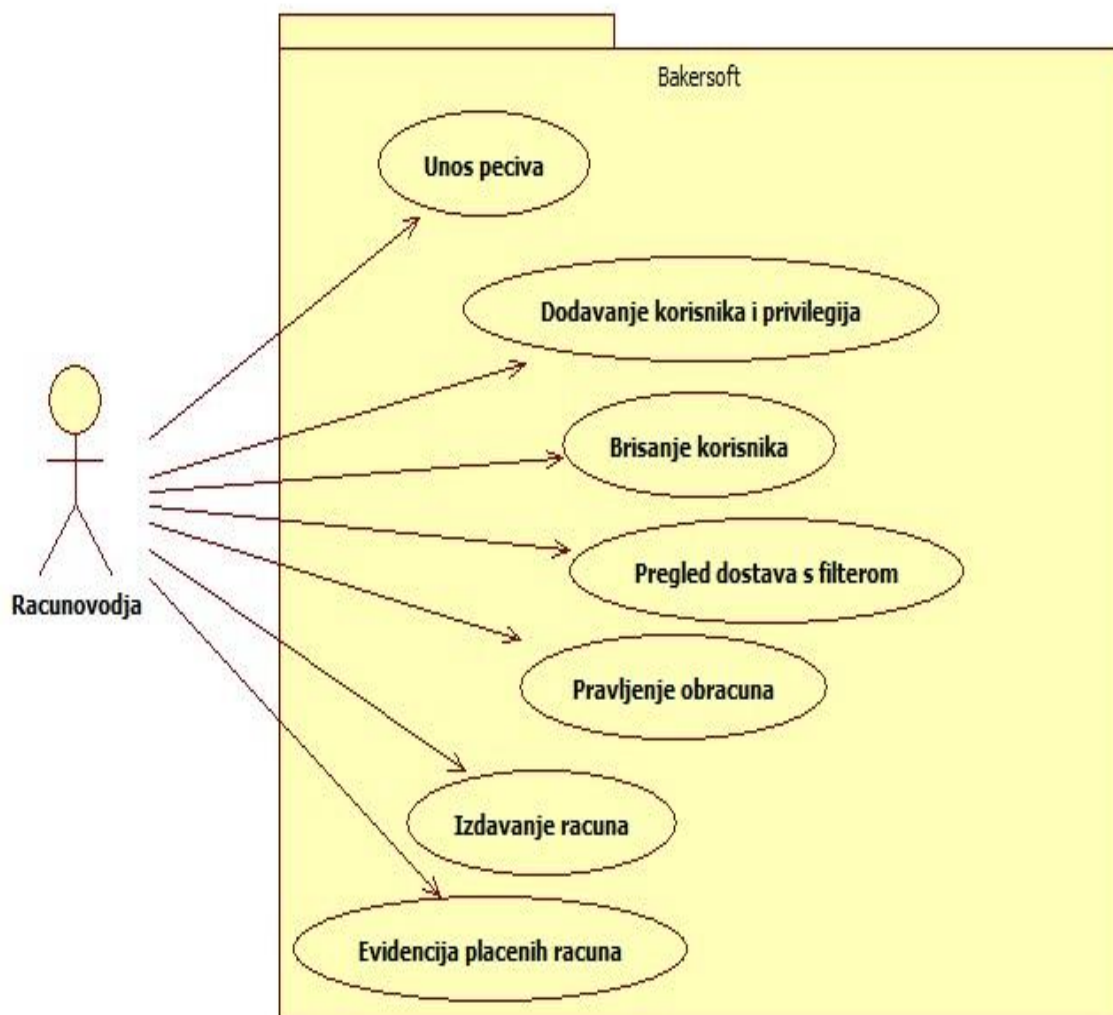 Bakersoft
Unos peciva
Dodavanje korisnika i privilegija
Brisanje korisnika
Pregled dostava s filterom
Racunovodja
Pravljenje obracuna
Izdavanje racuna
Evidencija placenih racuna